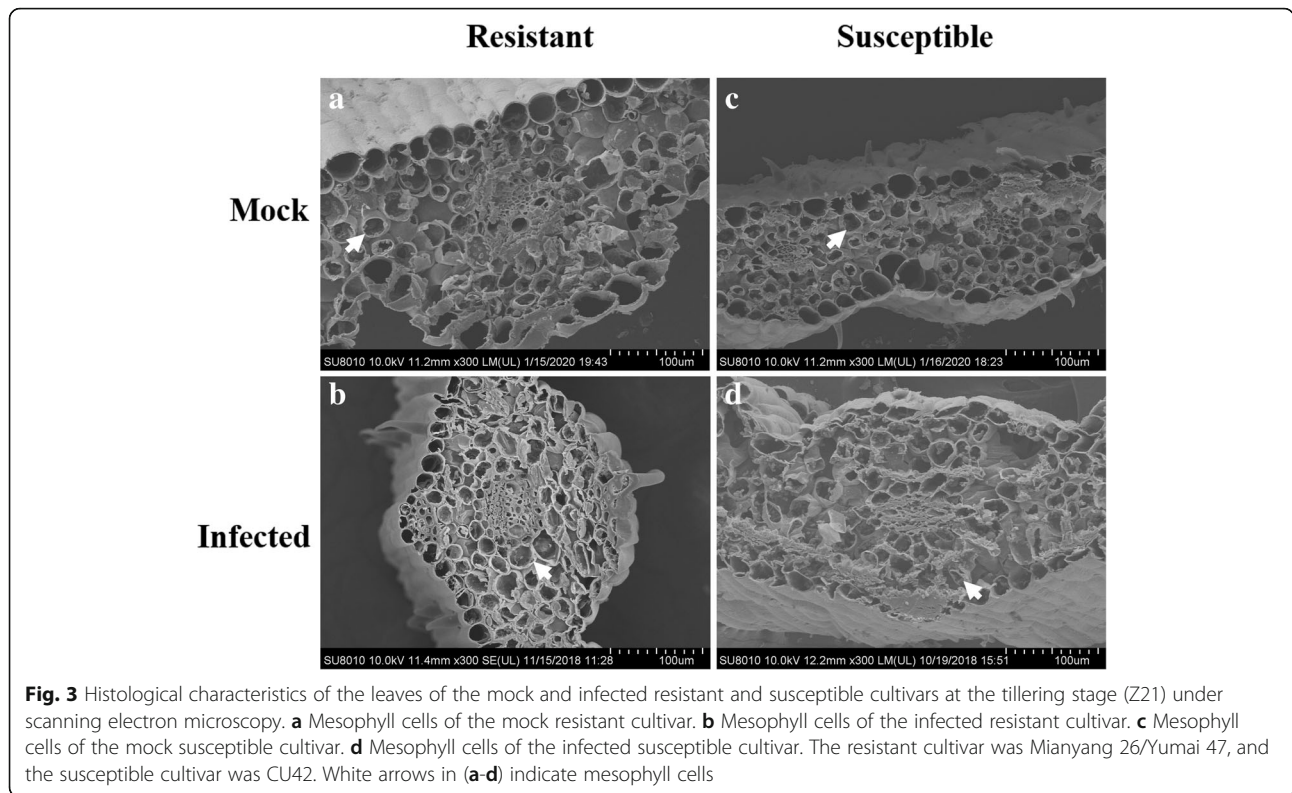 Resistant
Susceptible
Mock
a
SU8010 10.0kV 11.2mm x300 LM(UL) 1/15/2020 19:43
100um
c
SU8010 10.0kV 11.2mm x300 LM(UL) 1/16/2020 18:23
100um
Infected
b
SU8010 10.0kV 11.4mm x300 SE(UL) 11/15/2018 11:28
100um
d
SU8010 10.0kV 12.2mm x300 LM(UL) 10/19/2018 15:51
100um
Fig. 3 Histological characteristics of the leaves of the mock and infected resistant and susceptible cultivars at the tillering stage (Z21) under
scanning electron microscopy. a Mesophyll cells of the mock resistant cultivar. b Mesophyll cells of the infected resistant cultivar. c Mesophyll
cells of the mock susceptible cultivar. d Mesophyll cells of the infected susceptible cultivar. The resistant cultivar was Mianyang 26/Yumai 47, and
the susceptible cultivar was CU42. White arrows in (a-d) indicate mesophyll cells